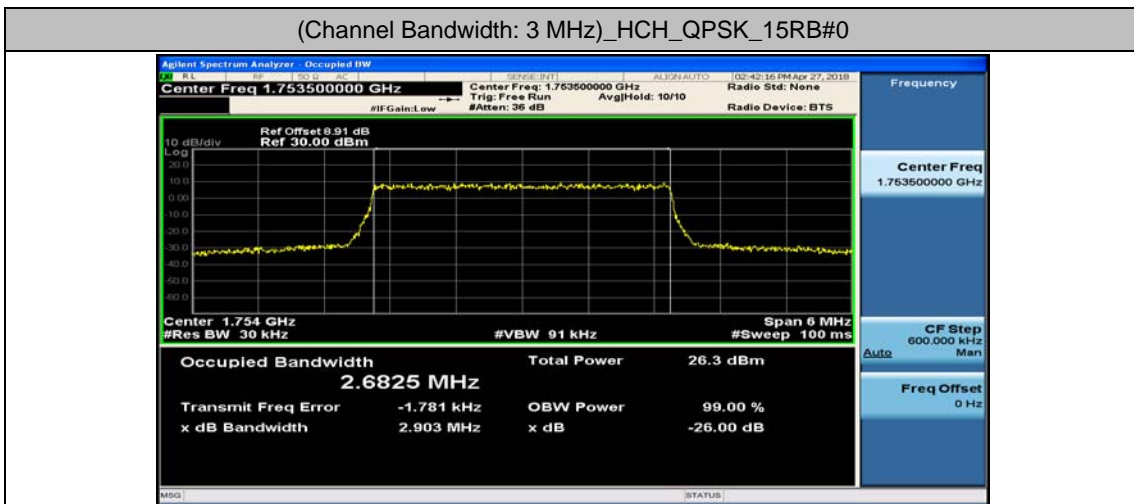 (Channel Bandwidth: 3 MHz)_HCH_QPSK_15RB#0
Agilent Spectrum Analyzer - Occupied BW
RL RF 50 Ω AC SENSE:INT ALIGN AUTO 02:42:16 PM Apr 27, 2018
Center Freq 1.753500000 GHz
Center Freq: 1.753500000 GHz
Radio Std: None
Trig: Free Run Avg|Hold: 10/10
#IFGain:Low #Atten: 36 dB Radio Device: BTS
Frequency
Ref Offset 8.91 dB
10 dB/div Ref 30.00 dBm
Log
20.0
10.0
0.00
-10.0
-20.0
-30.0
-40.0
-50.0
-60.0
Center Freq
1.753500000 GHz
Center 1.754 GHz Span 6 MHz
#Res BW 30 kHz #VBW 91 kHz #Sweep 100 ms
CF Step
600.000 kHz
Auto Man
Freq Offset
0 Hz
Occupied Bandwidth Total Power 26.3 dBm
2.6825 MHz
Transmit Freq Error -1.781 kHz OBW Power 99.00 %
x dB Bandwidth 2.903 MHz x dB -26.00 dB
MSG STATUS